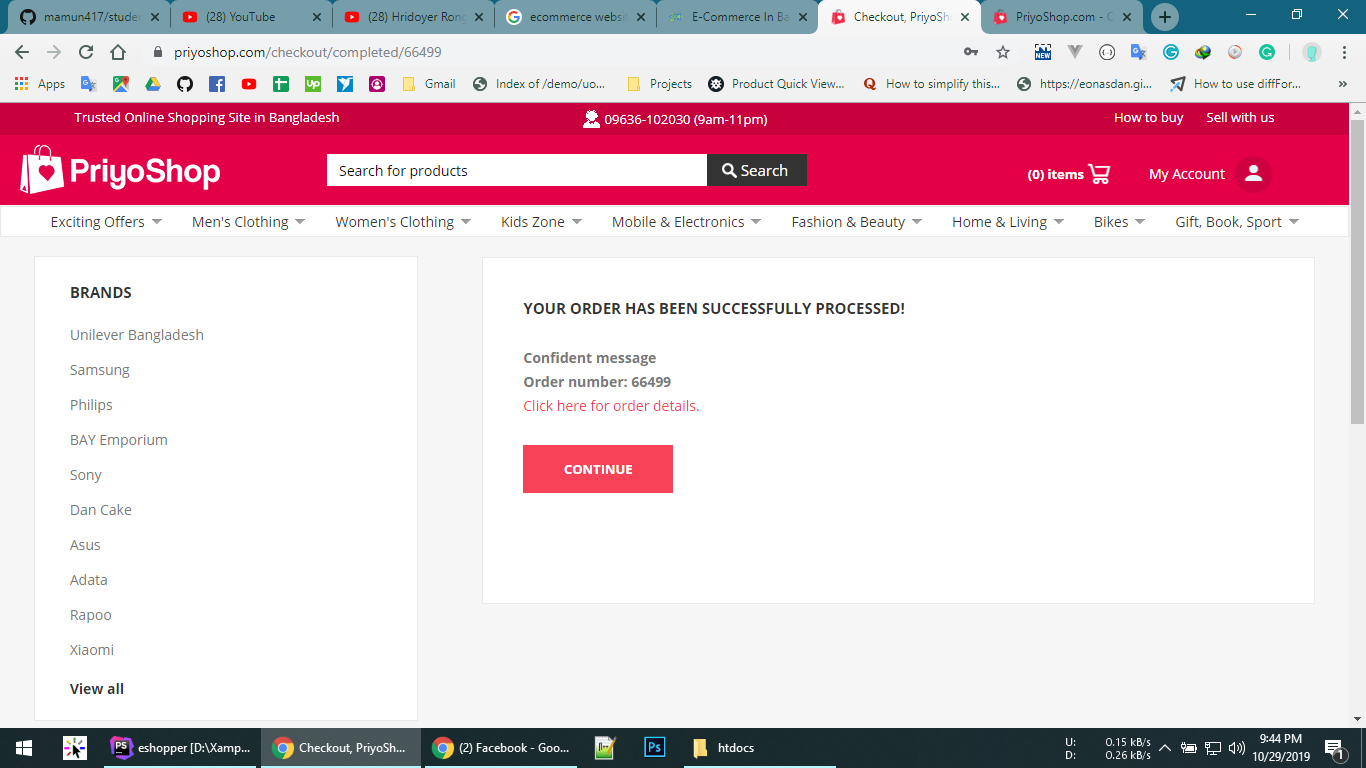 mamun417/stude
(28) YouTube
(28) Hridoyer Rong
ecommerce websi
E-Commerce In Ba
Checkout, PriyoSh
PriyoShop.com - C
priyoshop.com/checkout/completed/66499
Apps
Gmail
Index of /demo/uo...
Projects
Product Quick View...
How to simplify this...
https://eonasdan.gi...
How to use diffFor...
Trusted Online Shopping Site in Bangladesh
09636-102030 (9am-11pm)
How to buy
Sell with us
PriyoShop
Search for products
Search
(0) items
My Account
Exciting Offers
Men's Clothing
Women's Clothing
Kids Zone
Mobile & Electronics
Fashion & Beauty
Home & Living
Bikes
Gift, Book, Sport
BRANDS
Unilever Bangladesh
Samsung
Philips
BAY Emporium
Sony
Dan Cake
Asus
Adata
Rapoo
Xiaomi
View all
YOUR ORDER HAS BEEN SUCCESSFULLY PROCESSED!
Confident message
Order number: 66499
Click here for order details.
CONTINUE
eshopper [D:\Xamp...
Checkout, PriyoSh...
(2) Facebook - Goo...
Ps
htdocs
U: 0.15 kB/s
D: 0.26 kB/s
9:44 PM
10/29/2019
1